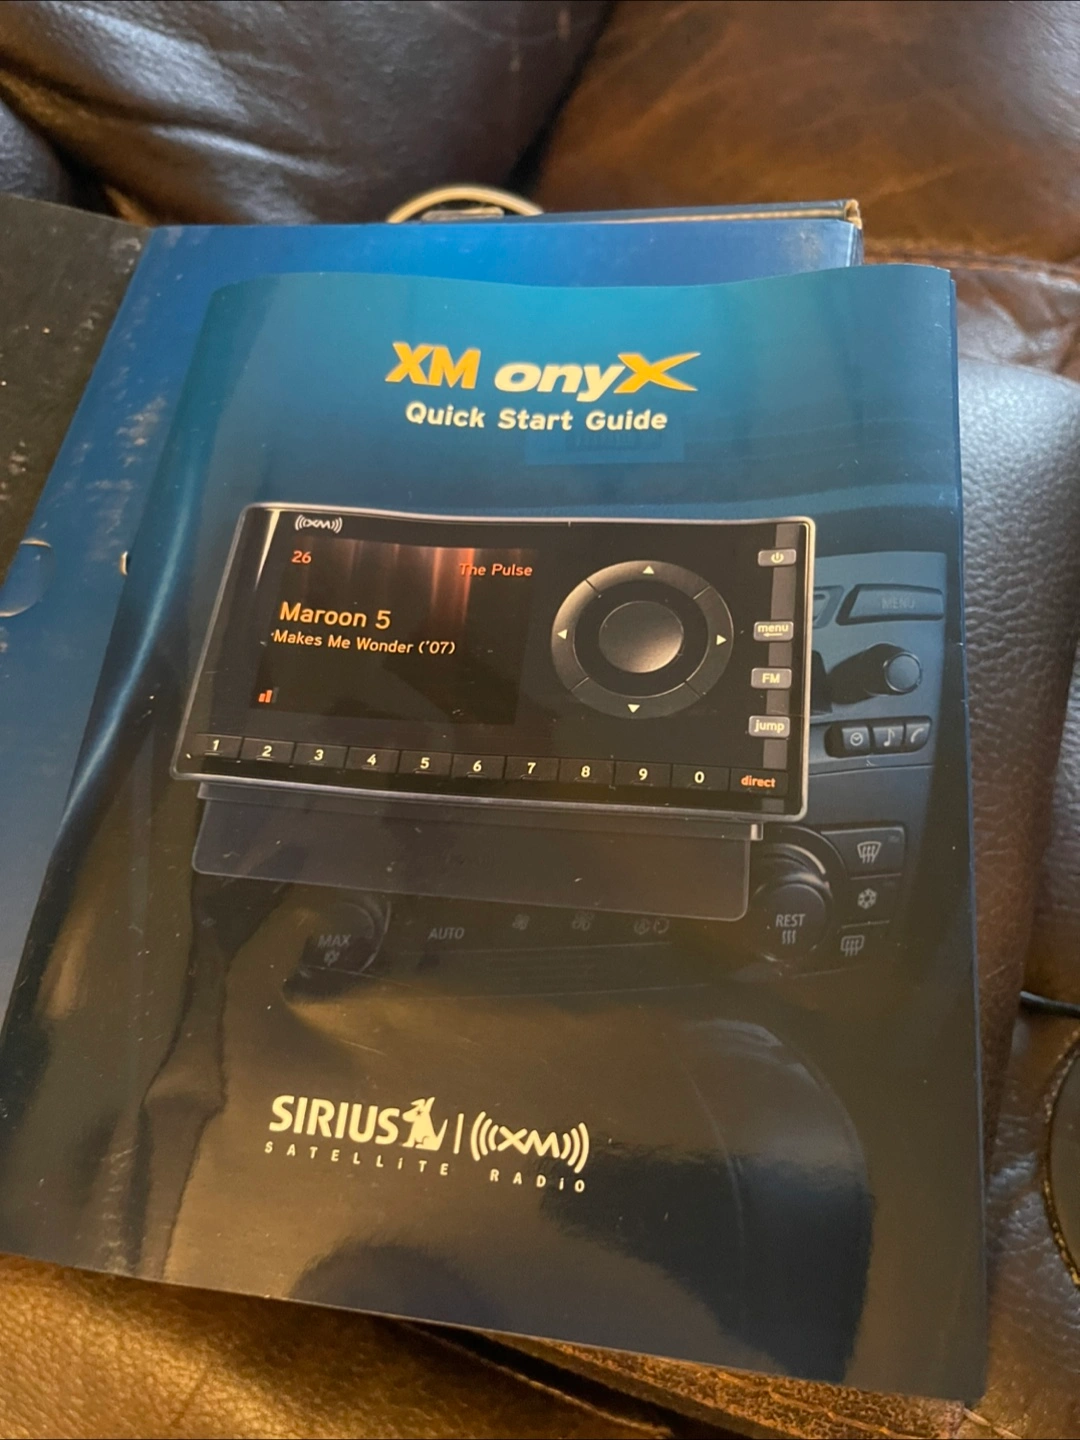 XM onyX
Quick Start Guide
((XM))
26
The Pulse
Maroon 5
Makes Me Wonder ('07)
menu
FM
jump
1 2 3 4 5 6 7 8 9 0 direct
MENU
MAX
AUTO
REST
SIRIUS | (((XM)))
SATELLiTE RADiO